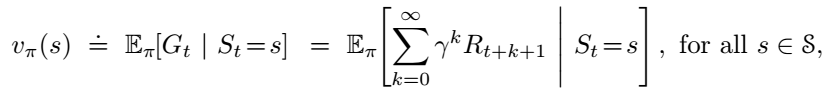 v_π(s) ≐ 𝔼_π[G_t | S_t=s] = 𝔼_π[∑_{k=0}^{∞} γ^k R_{t+k+1} | S_t=s], for all s ∈ 𝒮,